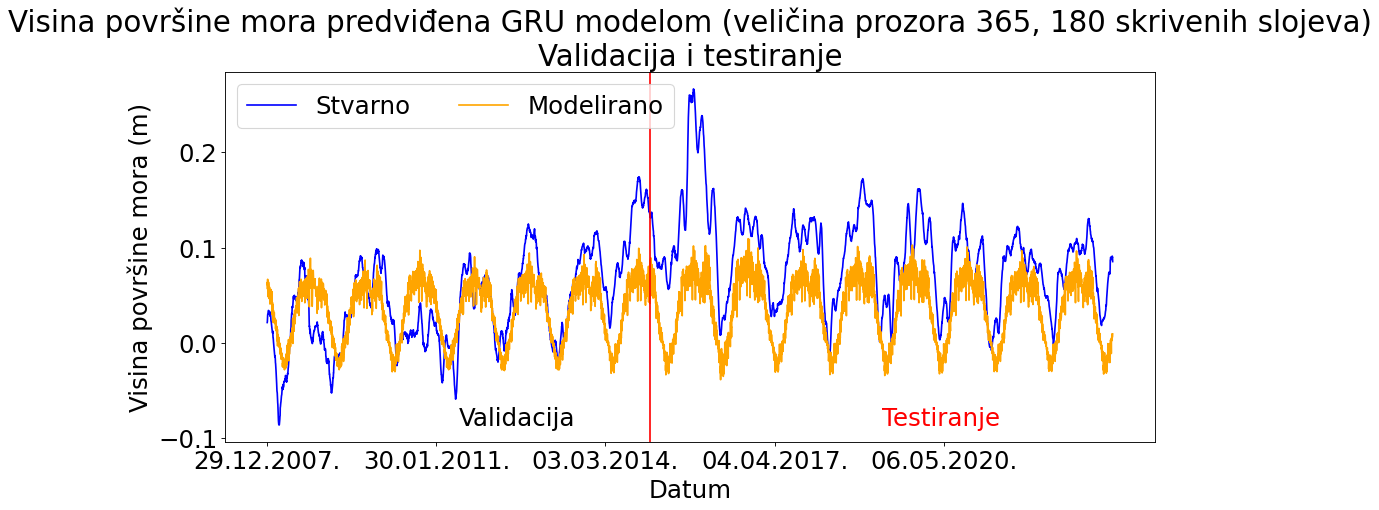 Visina površine mora predviđena GRU modelom (veličina prozora 365, 180 skrivenih slojeva)
Validacija i testiranje
Stvarno Modelirano
Visina površine mora (m)
0.2
0.1
0.0
−0.1
Validacija Testiranje
29.12.2007. 30.01.2011. 03.03.2014. 04.04.2017. 06.05.2020.
Datum